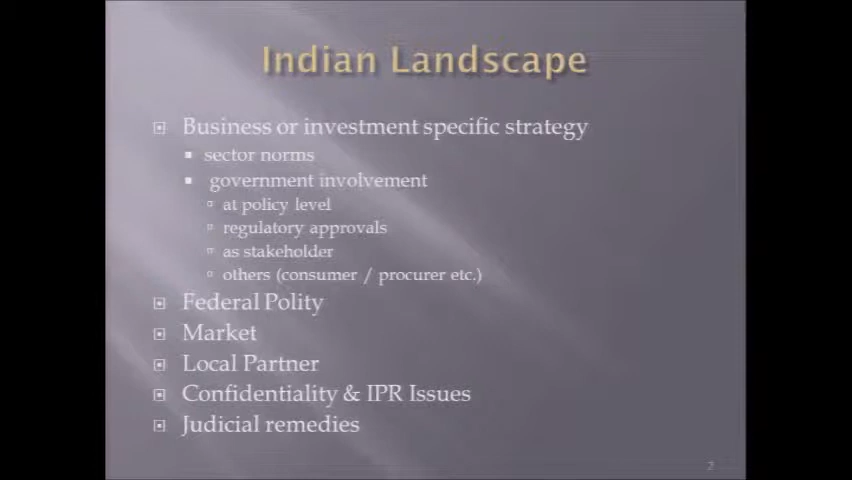 Indian Landscape
Business or investment specific strategy
sector norms
government involvement
at policy level
regulatory approvals
as stakeholder
others (consumer / procurer etc.)
Federal Polity
Market
Local Partner
Confidentiality & IPR Issues
Judicial remedies
2